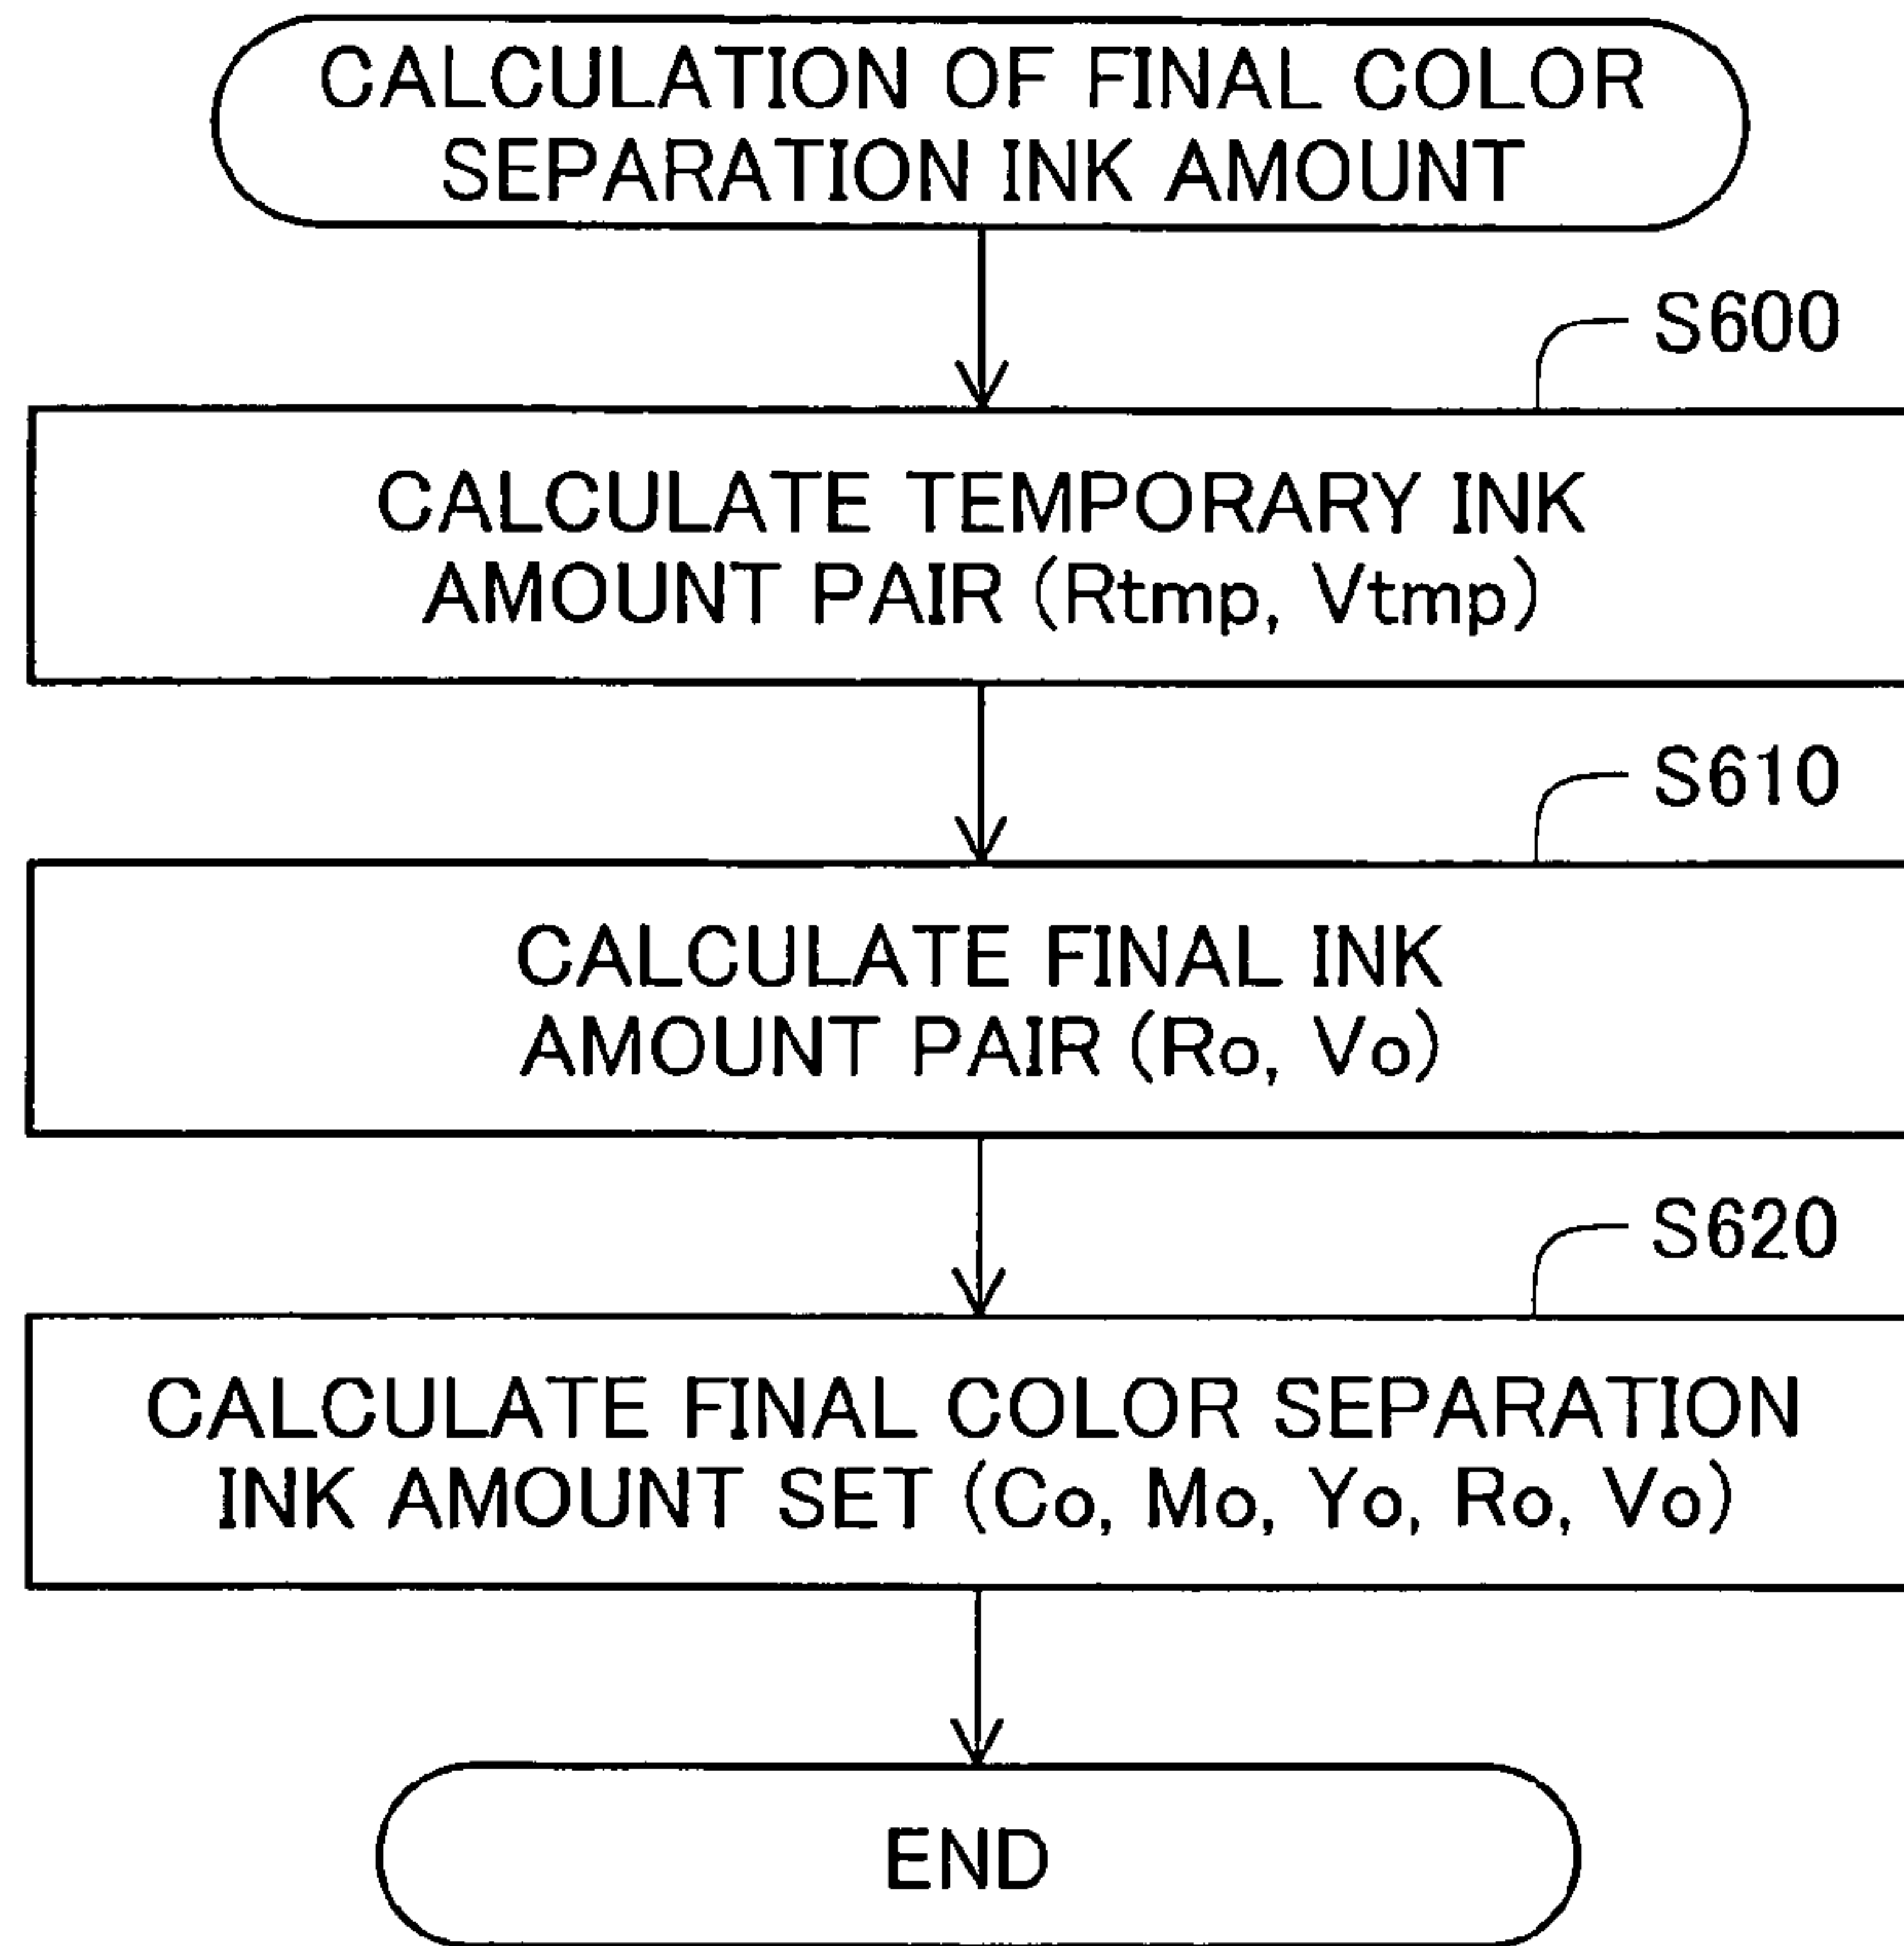 CALCULATION OF FINAL COLOR
SEPARATION INK AMOUNT
S600
CALCULATE TEMPORARY INK
AMOUNT PAIR (Rtmp, Vtmp)
S610
CALCULATE FINAL INK
AMOUNT PAIR (Ro, Vo)
S620
CALCULATE FINAL COLOR SEPARATION
INK AMOUNT SET (Co, Mo, Yo, Ro, Vo)
END